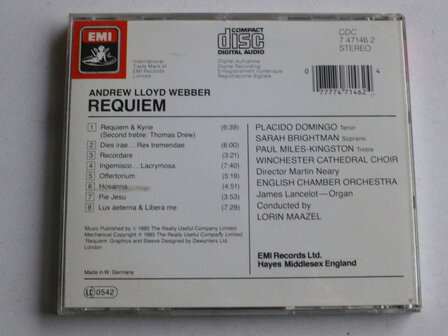 EMI
International
Trade Mark of
EMI Records
Limited
COMPACT
disc
DIGITAL AUDIO
Digital Aufnahme
Digital Recording
Enregistrement numérique
Registrazione digitale
CDC
7 47146 2
STEREO
0 77774 71462 4
ANDREW LLOYD WEBBER
REQUIEM
1 Requiem & Kyrie (6:39)
(Second treble: Thomas Drew)
2 Dies irae...Rex tremendae (6:00)
3 Recordare (3:21)
4 Ingemisco...Lacrymosa (7:40)
5 Offertorium (5:19)
6 Hosanna (4:51)
7 Pie Jesu (3:53)
8 Lux aeterna & Libera me (7:29)
PLACIDO DOMINGO Tenor
SARAH BRIGHTMAN Soprano
PAUL MILES-KINGSTON Treble
WINCHESTER CATHEDRAL CHOIR
Director Martin Neary
ENGLISH CHAMBER ORCHESTRA
James Lancelot—Organ
Conducted by
LORIN MAAZEL
Music Published by © 1985 The Really Useful Company Limited
Mechanical Copyright ℗ 1985 The Really Useful Company Limited
'Requiem' Graphics and Sleeve Designed by Dewynters Ltd.
London
EMI Records Ltd.
Hayes Middlesex England
Made in W. Germany
LC 0542